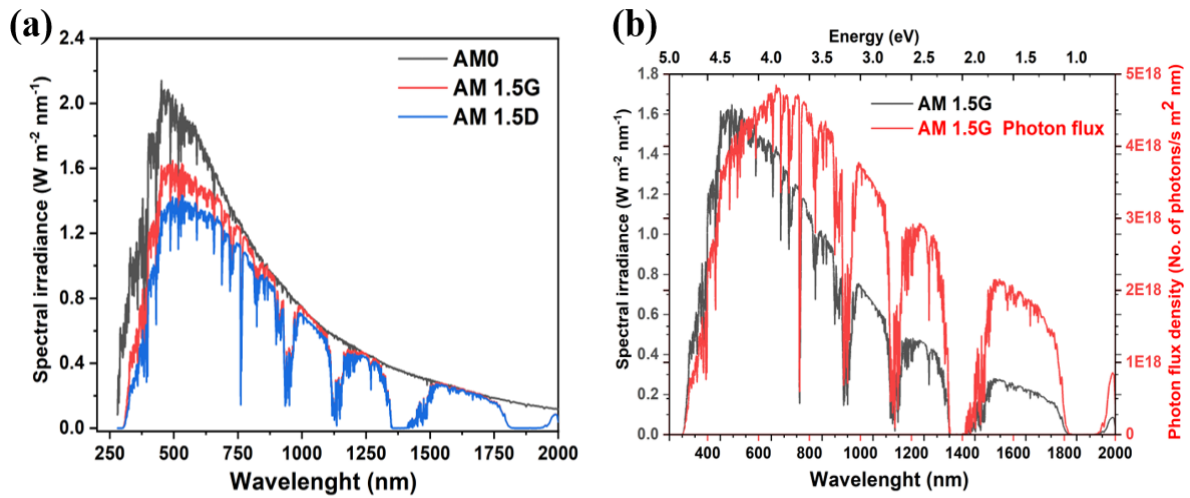 (a)
2.4
2.0
1.6
1.2
0.8
0.4
0.0
Spectral irradiance (W m-2 nm-1)
AM0
AM 1.5G
AM 1.5D
250 500 750 1000 1250 1500 1750 2000
Wavelenght (nm)
(b)
Energy (eV)
5.0 4.5 4.0 3.5 3.0 2.5 2.0 1.5 1.0
1.8
1.6
1.4
1.2
1.0
0.8
0.6
0.4
0.2
0.0
Spectral irradiance (W m-2 nm-1)
AM 1.5G
AM 1.5G Photon flux
5E18
4E18
3E18
2E18
1E18
0
Photon flux density (No. of photons/s m2 nm)
400 600 800 1000 1200 1400 1600 1800 2000
Wavelenght (nm)